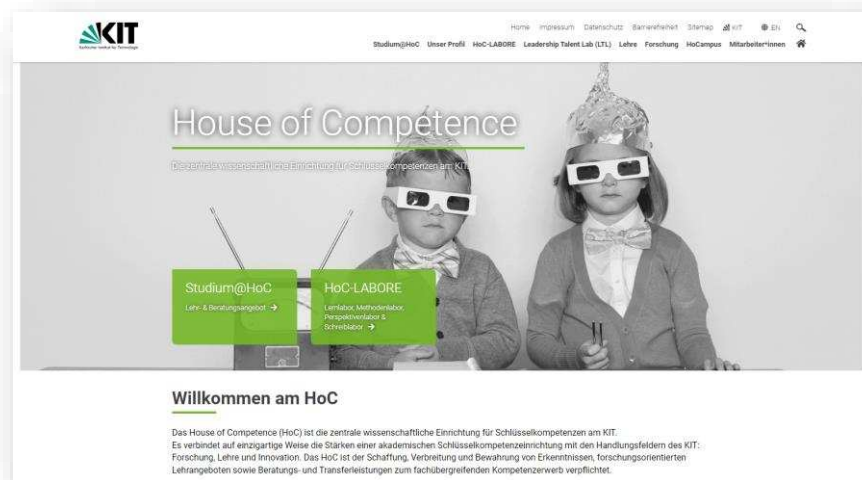 KIT
Karlsruher Institut für Technologie
Home Impressum Datenschutz Barrierefreiheit Sitemap KIT EN
Studium@HoC Unser Profil HoC-LABORE Leadership Talent Lab (LTL) Lehre Forschung HoCampus Mitarbeiter*innen
House of Competence
Die zentrale wissenschaftliche Einrichtung für Schlüsselkompetenzen am KIT.
Studium@HoC
Lehr- & Beratungsangebot →
HoC-LABORE
Lernlabor, Methodenlabor,
Perspektivenlabor &
Schreiblabor →
Willkommen am HoC
Das House of Competence (HoC) ist die zentrale wissenschaftliche Einrichtung für Schlüsselkompetenzen am KIT.
Es verbindet auf einzigartige Weise die Stärken einer akademischen Schlüsselkompetenzeinrichtung mit den Handlungsfeldern des KIT:
Forschung, Lehre und Innovation. Das HoC ist der Schaffung, Verbreitung und Bewahrung von Erkenntnissen, forschungsorientierten
Lehrangeboten sowie Beratungs- und Transferleistungen zum fachübergreifenden Kompetenzerwerb verpflichtet.